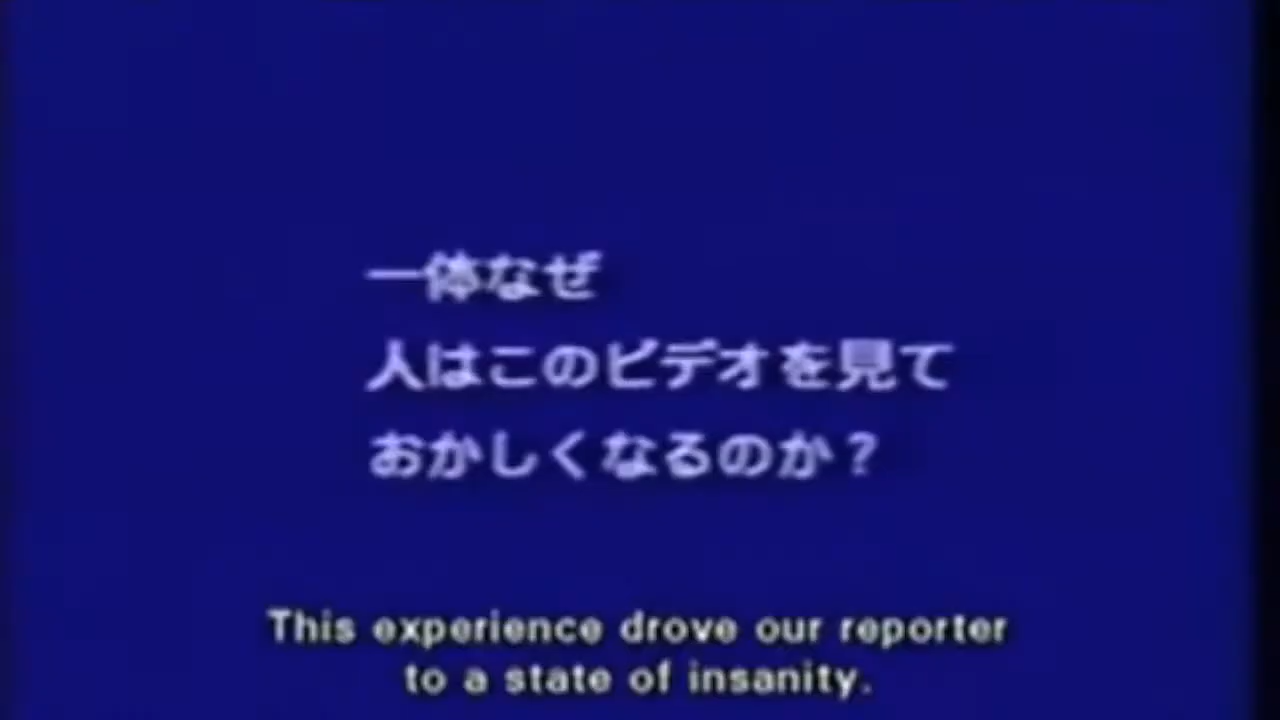 一体なぜ
人はこのビデオを見て
おかしくなるのか？
This experience drove our reporter
to a state of insanity.